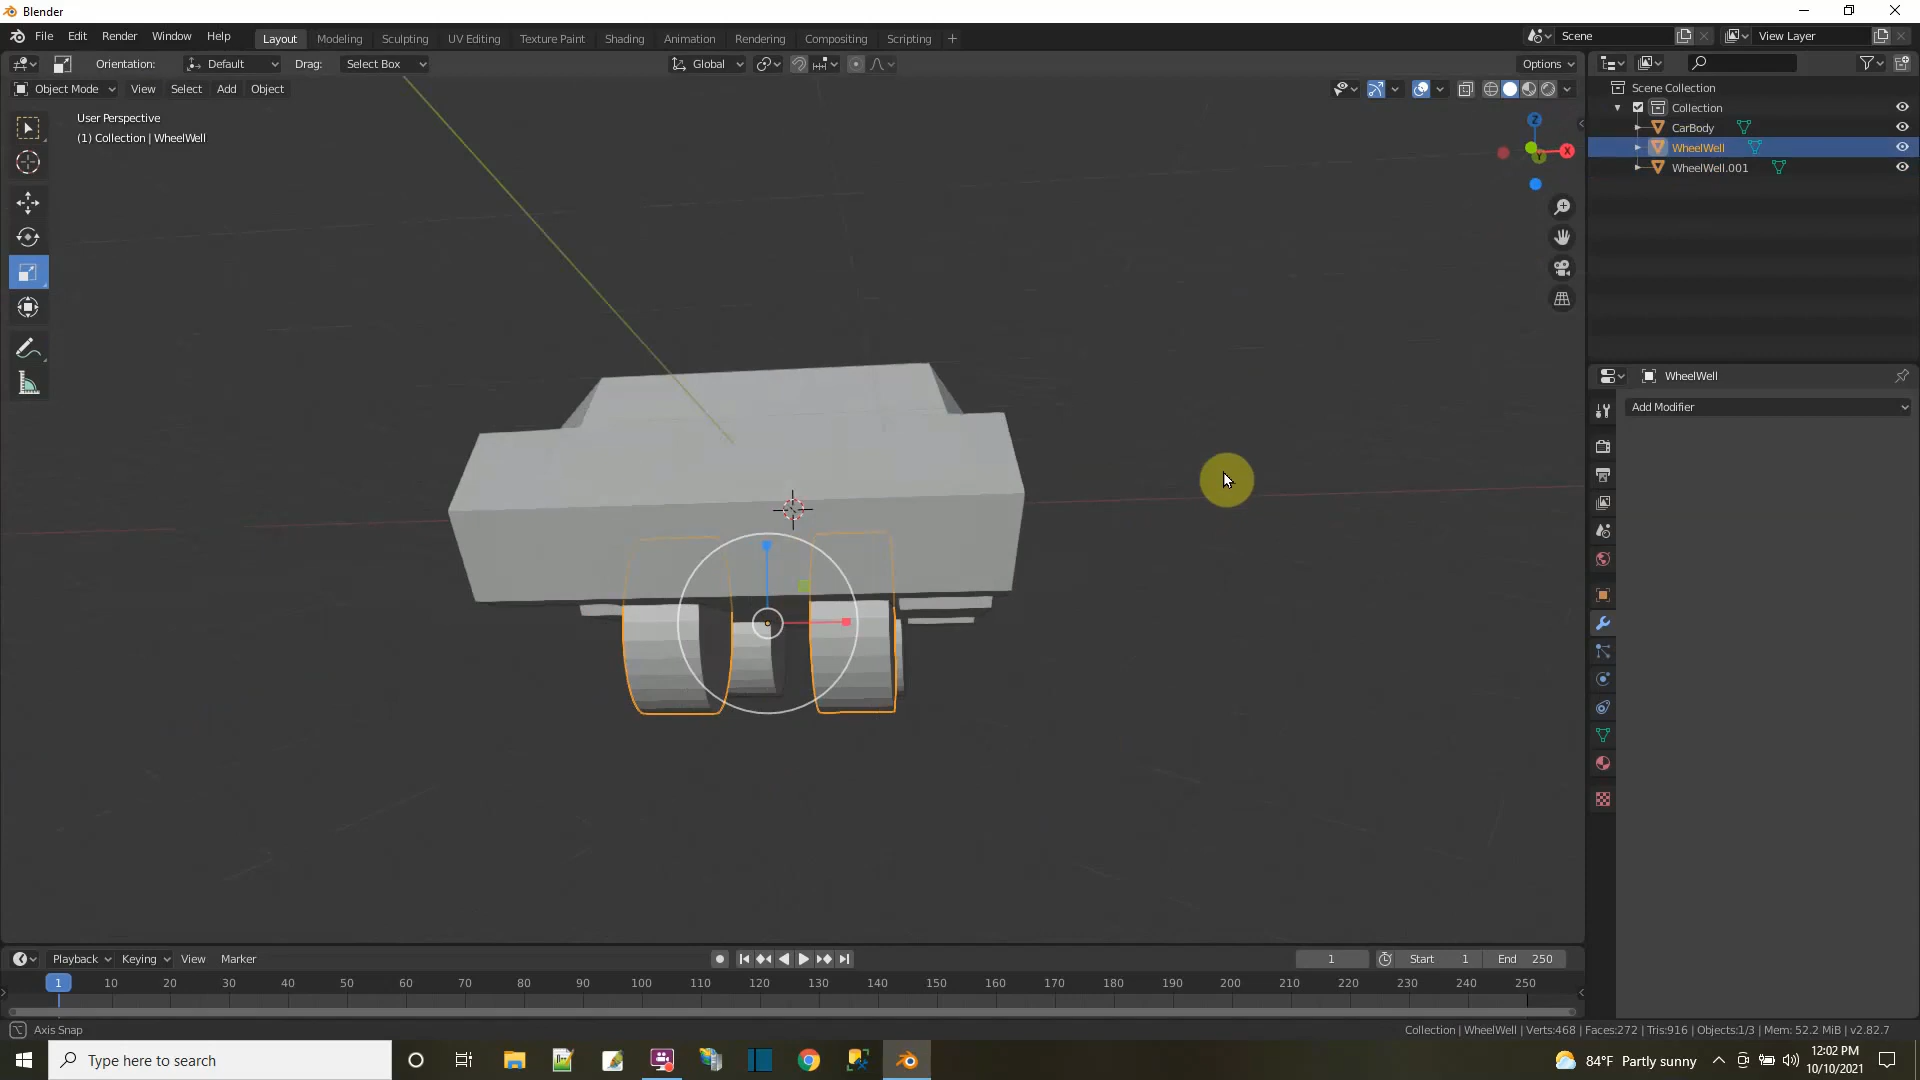 Blender
File Edit Render Window Help
Layout Modeling Sculpting UV Editing Texture Paint Shading Animation Rendering Compositing Scripting
Scene
View Layer
Orientation: Default Drag: Select Box
Global
Options
Object Mode View Select Add Object
User Perspective
(1) Collection | WheelWell
Z
X
Y
Scene Collection
Collection
CarBody
WheelWell
WheelWell.001
WheelWell
Add Modifier
Playback Keying View Marker
1
Start 1 End 250
1 10 20 30 40 50 60 70 80 90 100 110 120 130 140 150 160 170 180 190 200 210 220 230 240 250
Axis Snap
Collection | WheelWell | Verts:468 | Faces:272 | Tris:916 | Objects:1/3 | Mem: 52.2 MiB | v2.82.7
Type here to search
84°F Partly sunny
12:02 PM
10/10/2021